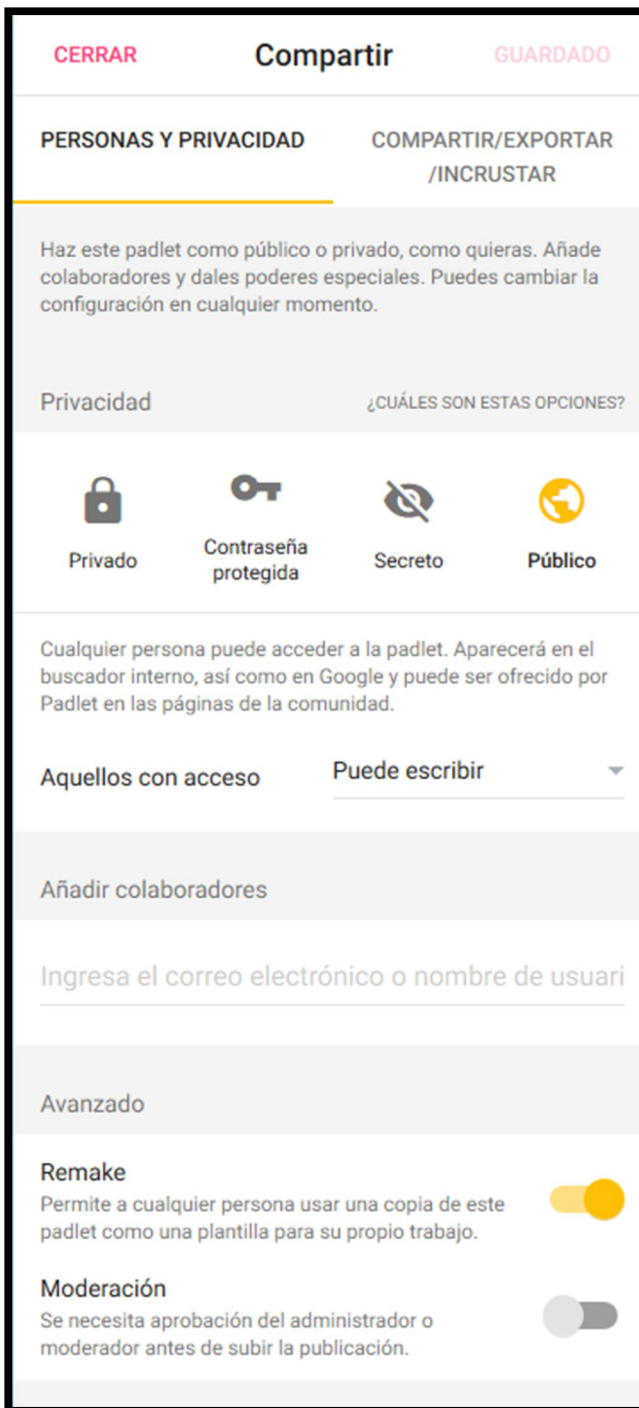 CERRAR Compartir GUARDADO
PERSONAS Y PRIVACIDAD
COMPARTIR/EXPORTAR
/INCRUSTAR
Haz este padlet como público o privado, como quieras. Añade
colaboradores y dales poderes especiales. Puedes cambiar la
configuración en cualquier momento.
Privacidad ¿CUÁLES SON ESTAS OPCIONES?
Privado
Contraseña
protegida
Secreto
Público
Cualquier persona puede acceder a la padlet. Aparecerá en el
buscador interno, así como en Google y puede ser ofrecido por
Padlet en las páginas de la comunidad.
Aquellos con acceso Puede escribir
Añadir colaboradores
Ingresa el correo electrónico o nombre de usuari
Avanzado
Remake
Permite a cualquier persona usar una copia de este
padlet como una plantilla para su propio trabajo.
Moderación
Se necesita aprobación del administrador o
moderador antes de subir la publicación.